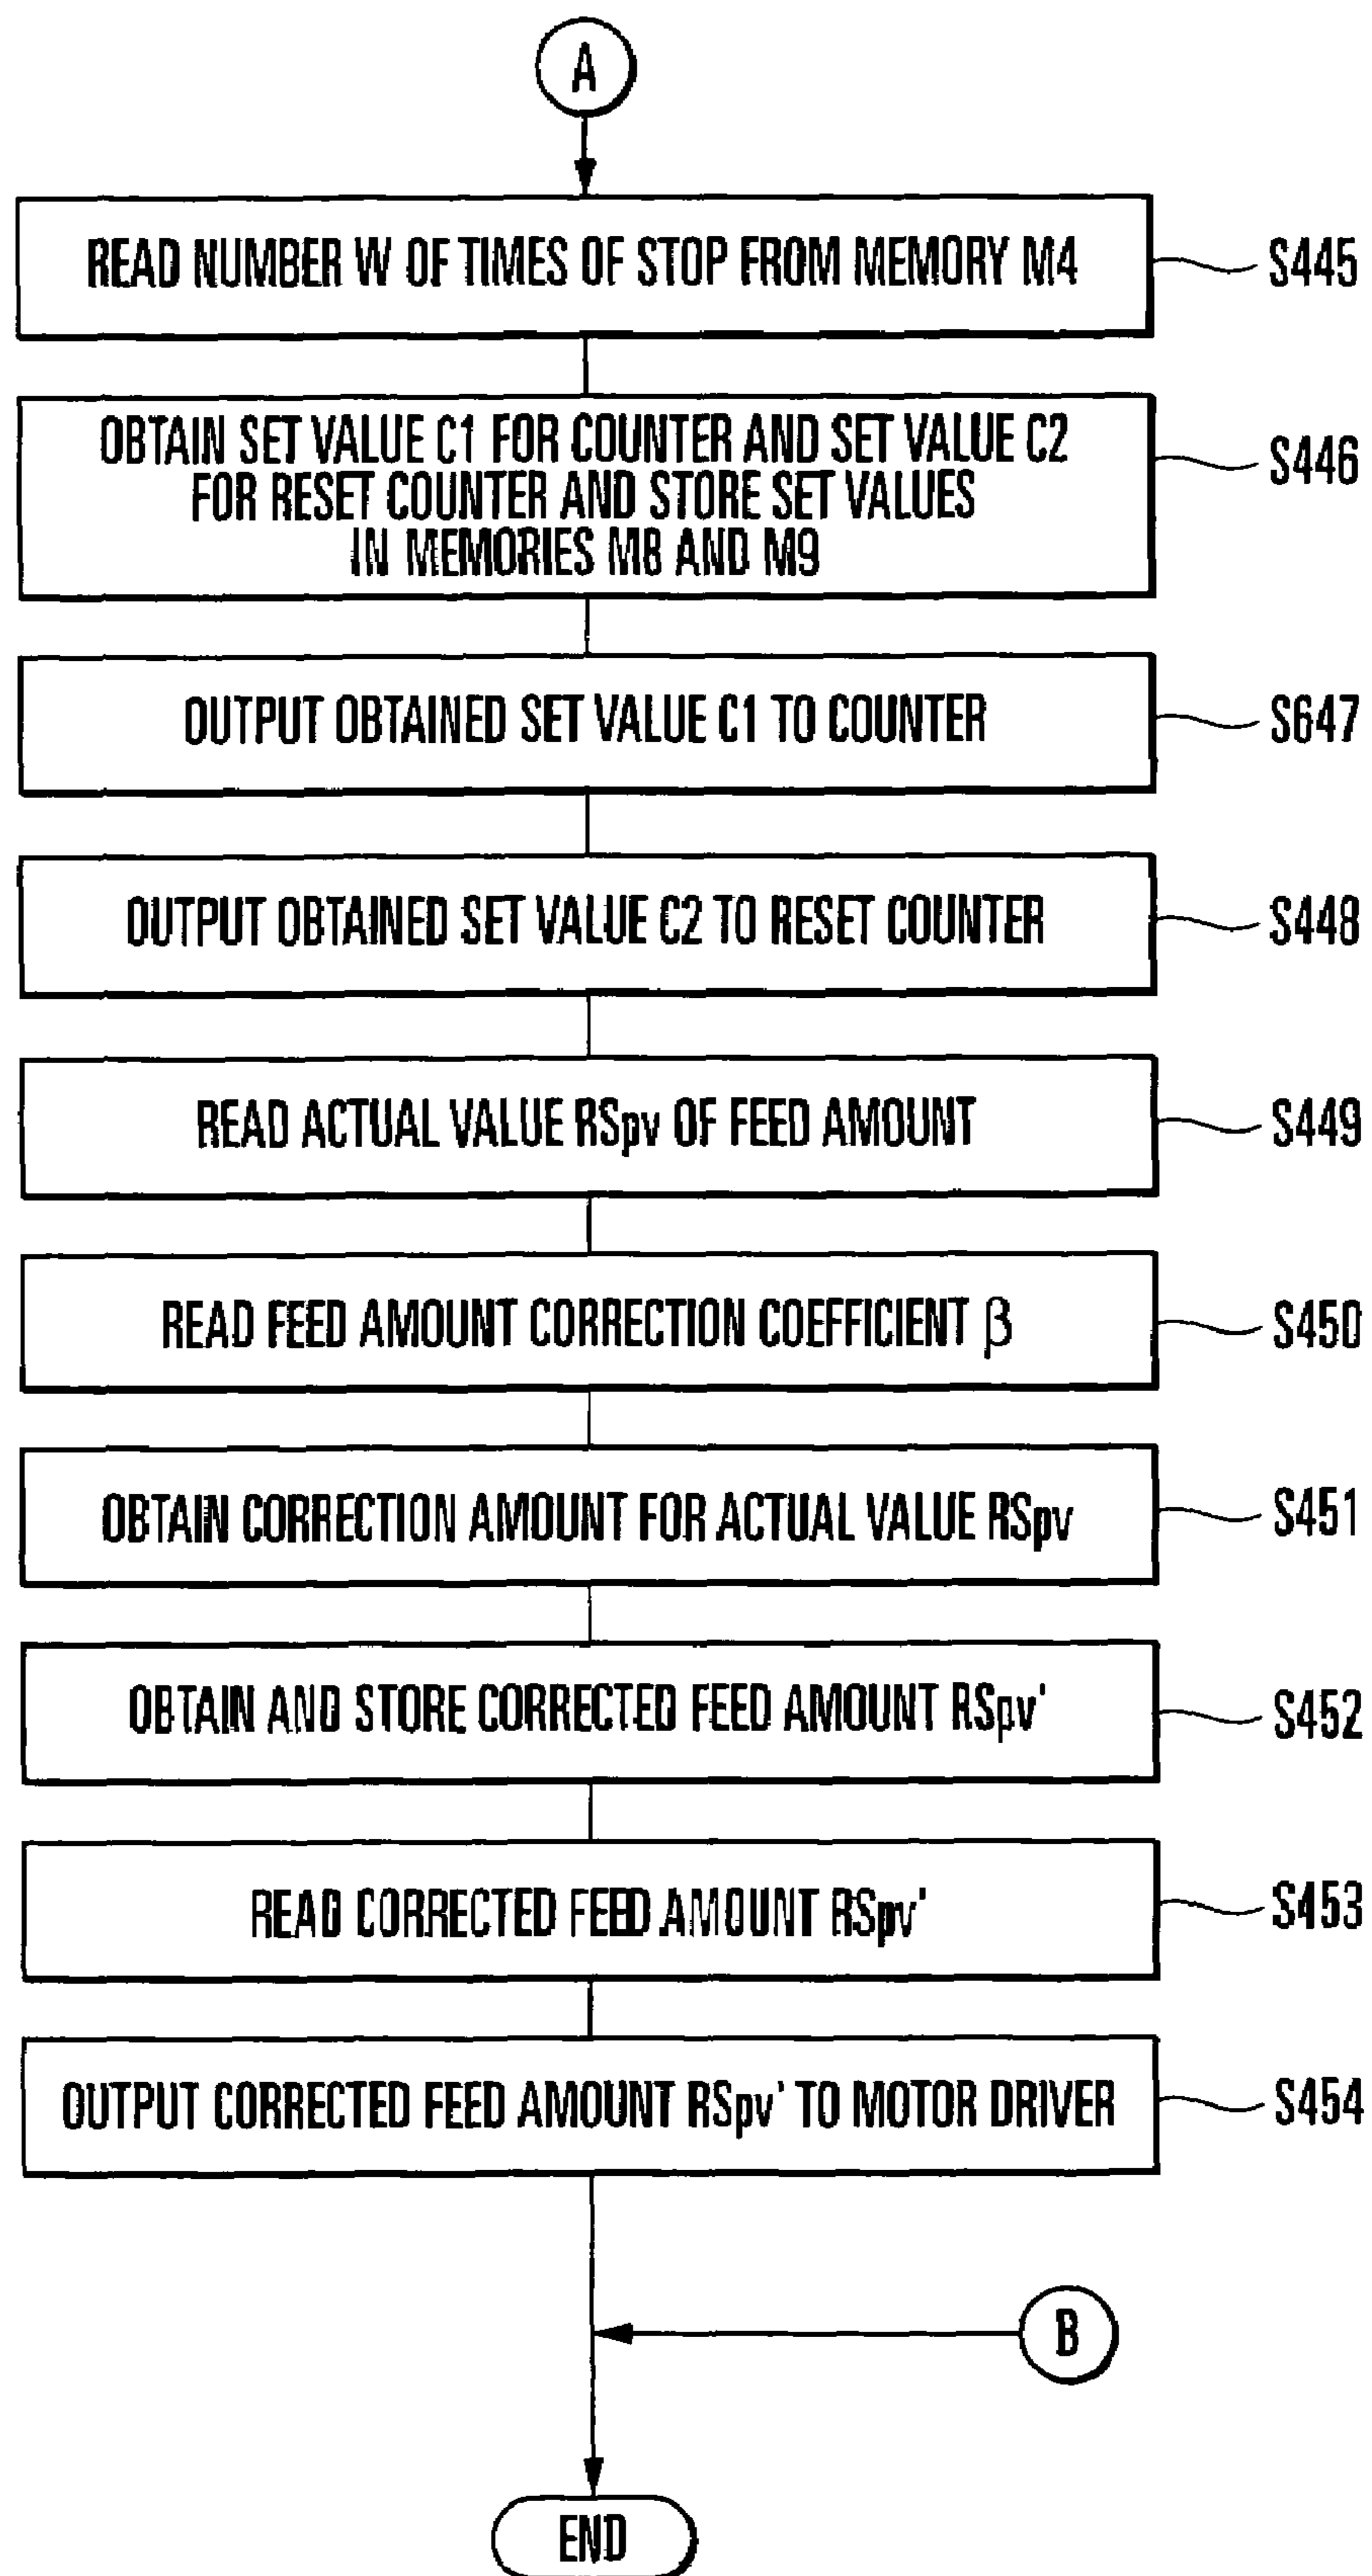 A
READ NUMBER W OF TIMES OF STOP FROM MEMORY M4
S445
OBTAIN SET VALUE C1 FOR COUNTER AND SET VALUE C2
FOR RESET COUNTER AND STORE SET VALUES
IN MEMORIES M8 AND M9
S446
OUTPUT OBTAINED SET VALUE C1 TO COUNTER
S647
OUTPUT OBTAINED SET VALUE C2 TO RESET COUNTER
S448
READ ACTUAL VALUE RSpv OF FEED AMOUNT
S449
READ FEED AMOUNT CORRECTION COEFFICIENT β
S450
OBTAIN CORRECTION AMOUNT FOR ACTUAL VALUE RSpv
S451
OBTAIN AND STORE CORRECTED FEED AMOUNT RSpv'
S452
READ CORRECTED FEED AMOUNT RSpv'
S453
OUTPUT CORRECTED FEED AMOUNT RSpv' TO MOTOR DRIVER
S454
B
END